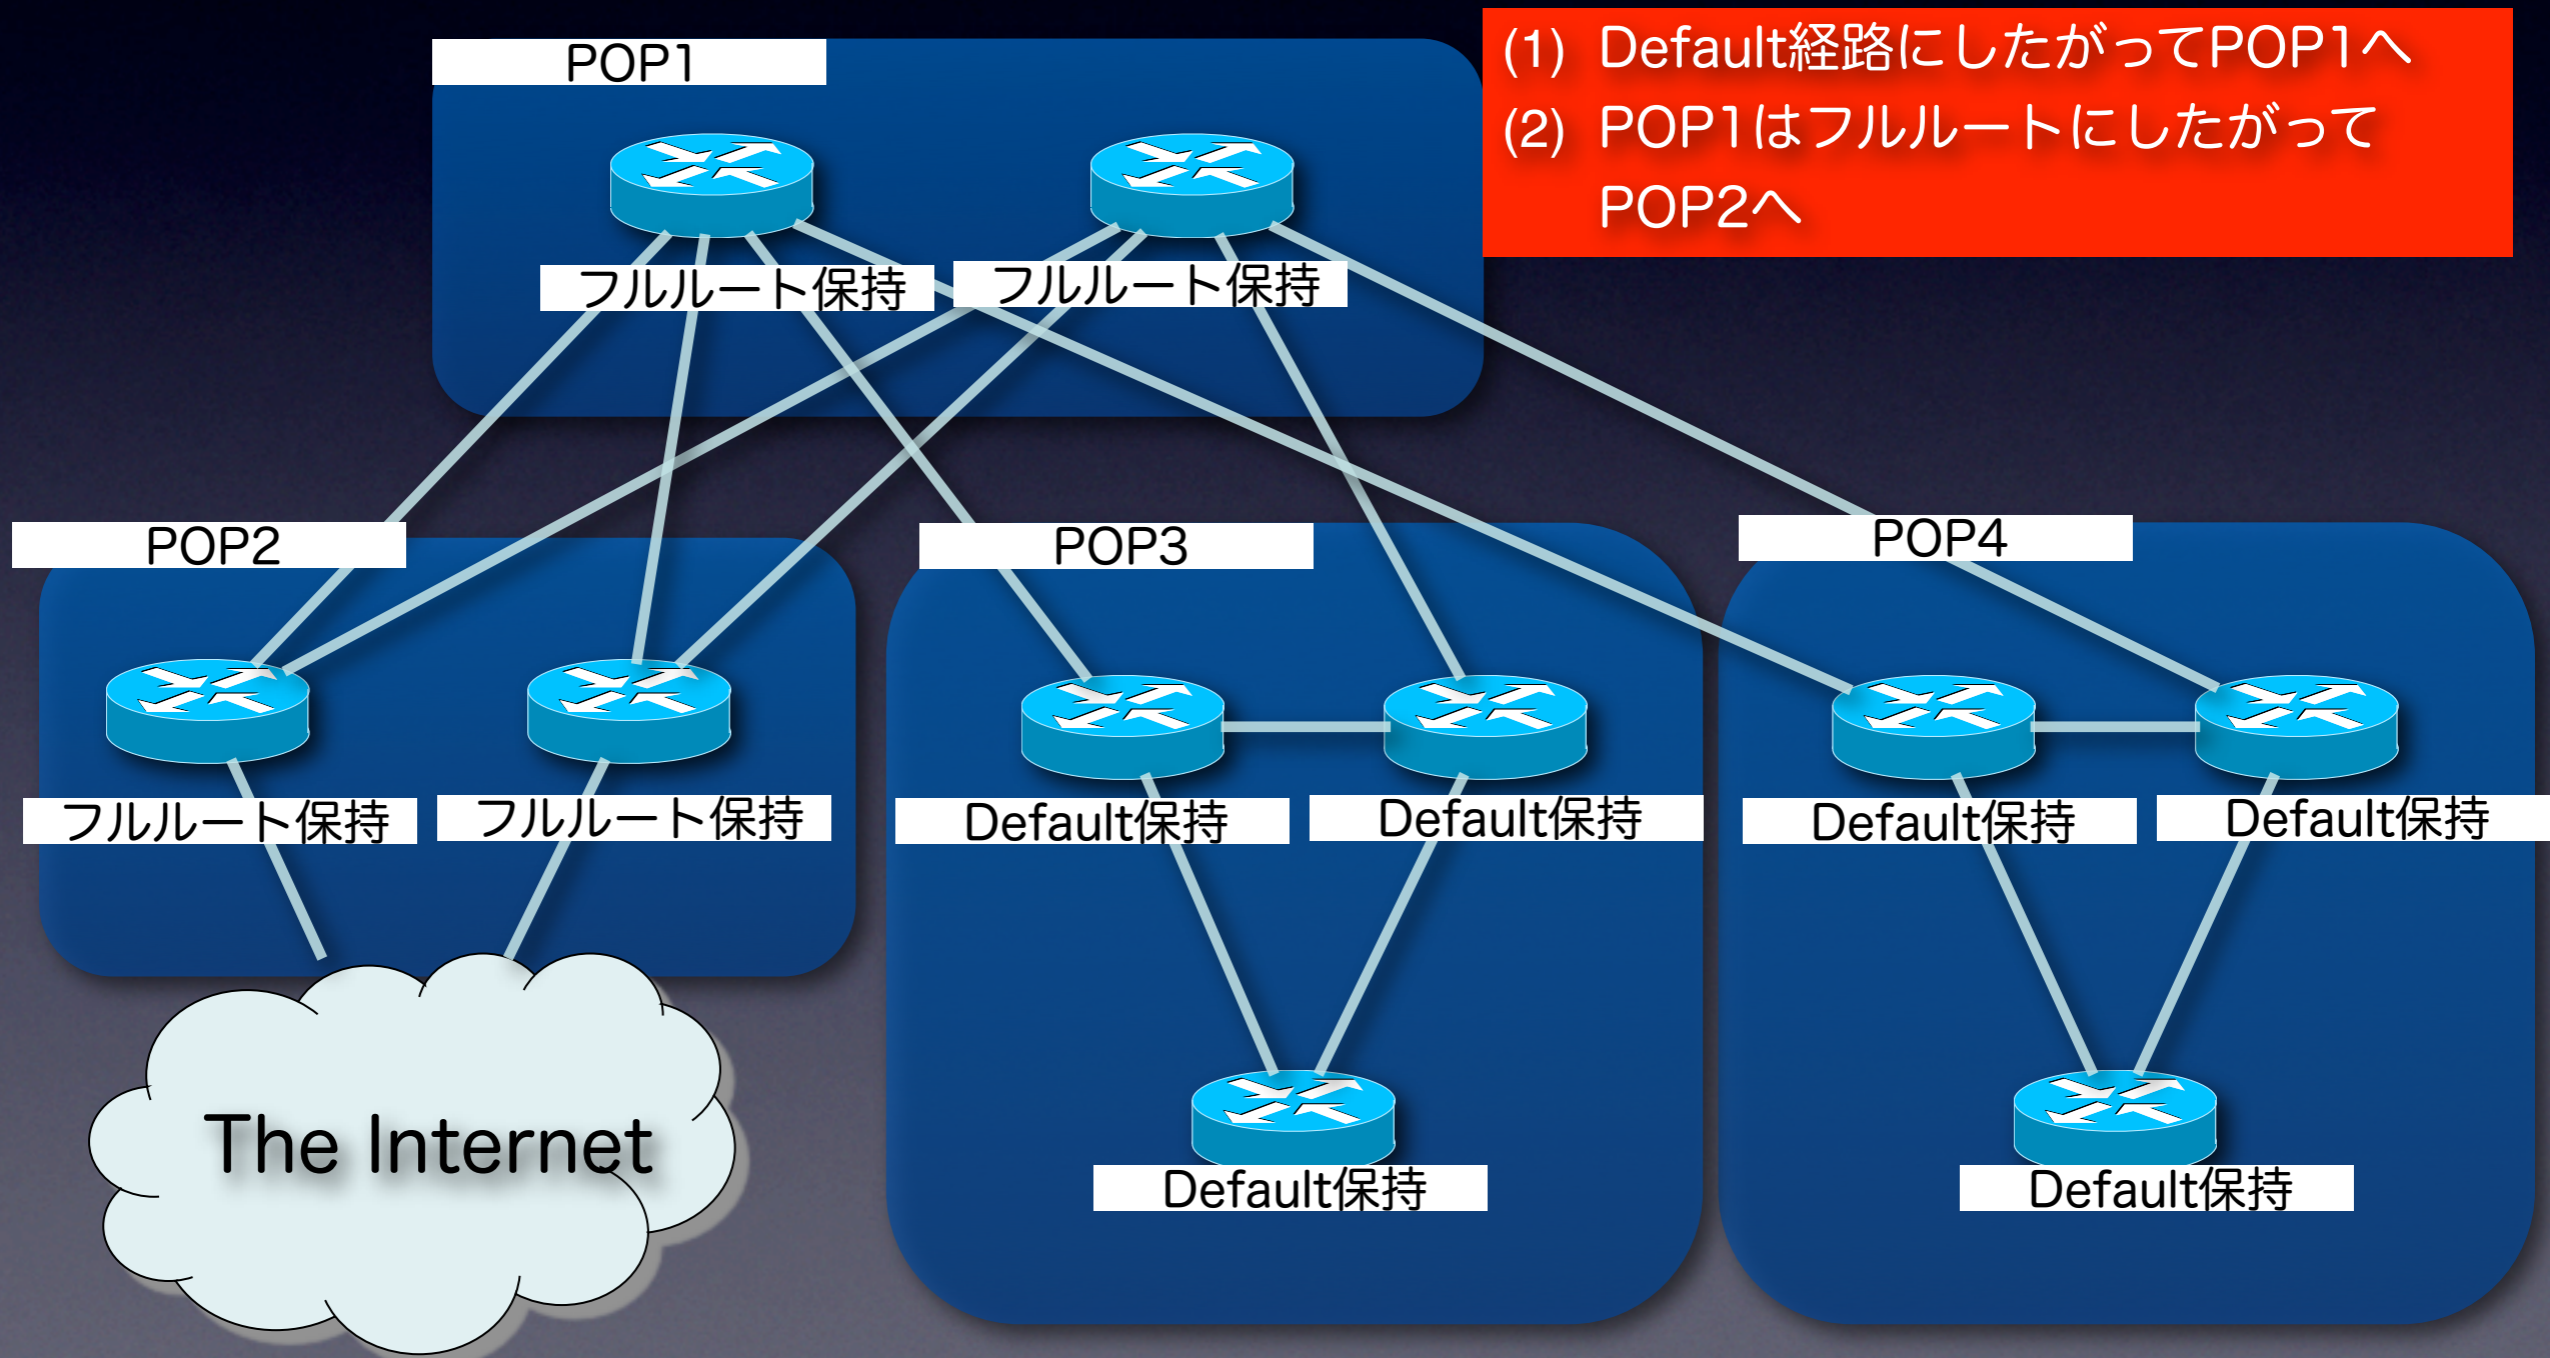 POP1
(1) Default経路にしたがってPOP1へ
(2) POP1はフルルートにしたがって
POP2へ
フルルート保持
フルルート保持
POP2
POP3
POP4
フルルート保持
フルルート保持
Default保持
Default保持
Default保持
Default保持
The Internet
Default保持
Default保持